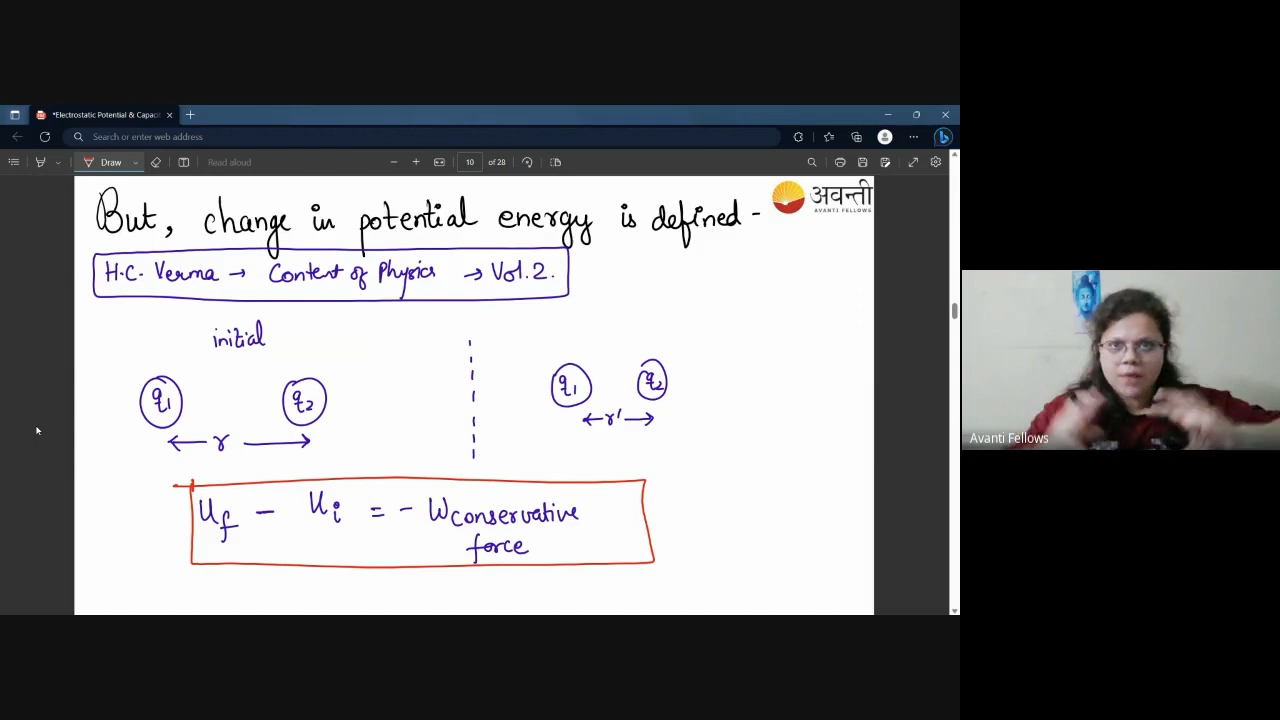 *Electrostatic Potential & Capaci
Search or enter web address
Draw
Read aloud
10 of 28
But, change in potential energy is defined -
अवन्ती
AVANTI FELLOWS
H.C. Verma → Content of Physics → Vol. 2.
initial
q1 q2 q1 q2
r r'
Uf - Ui = - Wconservative
force
Avanti Fellows